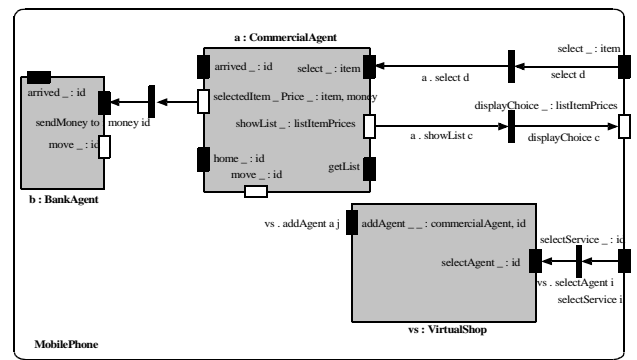 a : CommercialAgent
select _ : item
arrived _ : id
select _ : item
a . select d
select d
arrived _ : id
selectedItem _ Price _ : item, money
displayChoice _ : listItemPrices
sendMoney to _ money id
showList _ : listItemPrices
a . showList c
displayChoice c
move _ : id
home _ : id
getList
move _ : id
b : BankAgent
vs . addAgent a j
addAgent _ _ : commercialAgent, id
selectService _ : id
selectAgent _ : id
vs . selectAgent i
selectService i
vs : VirtualShop
MobilePhone